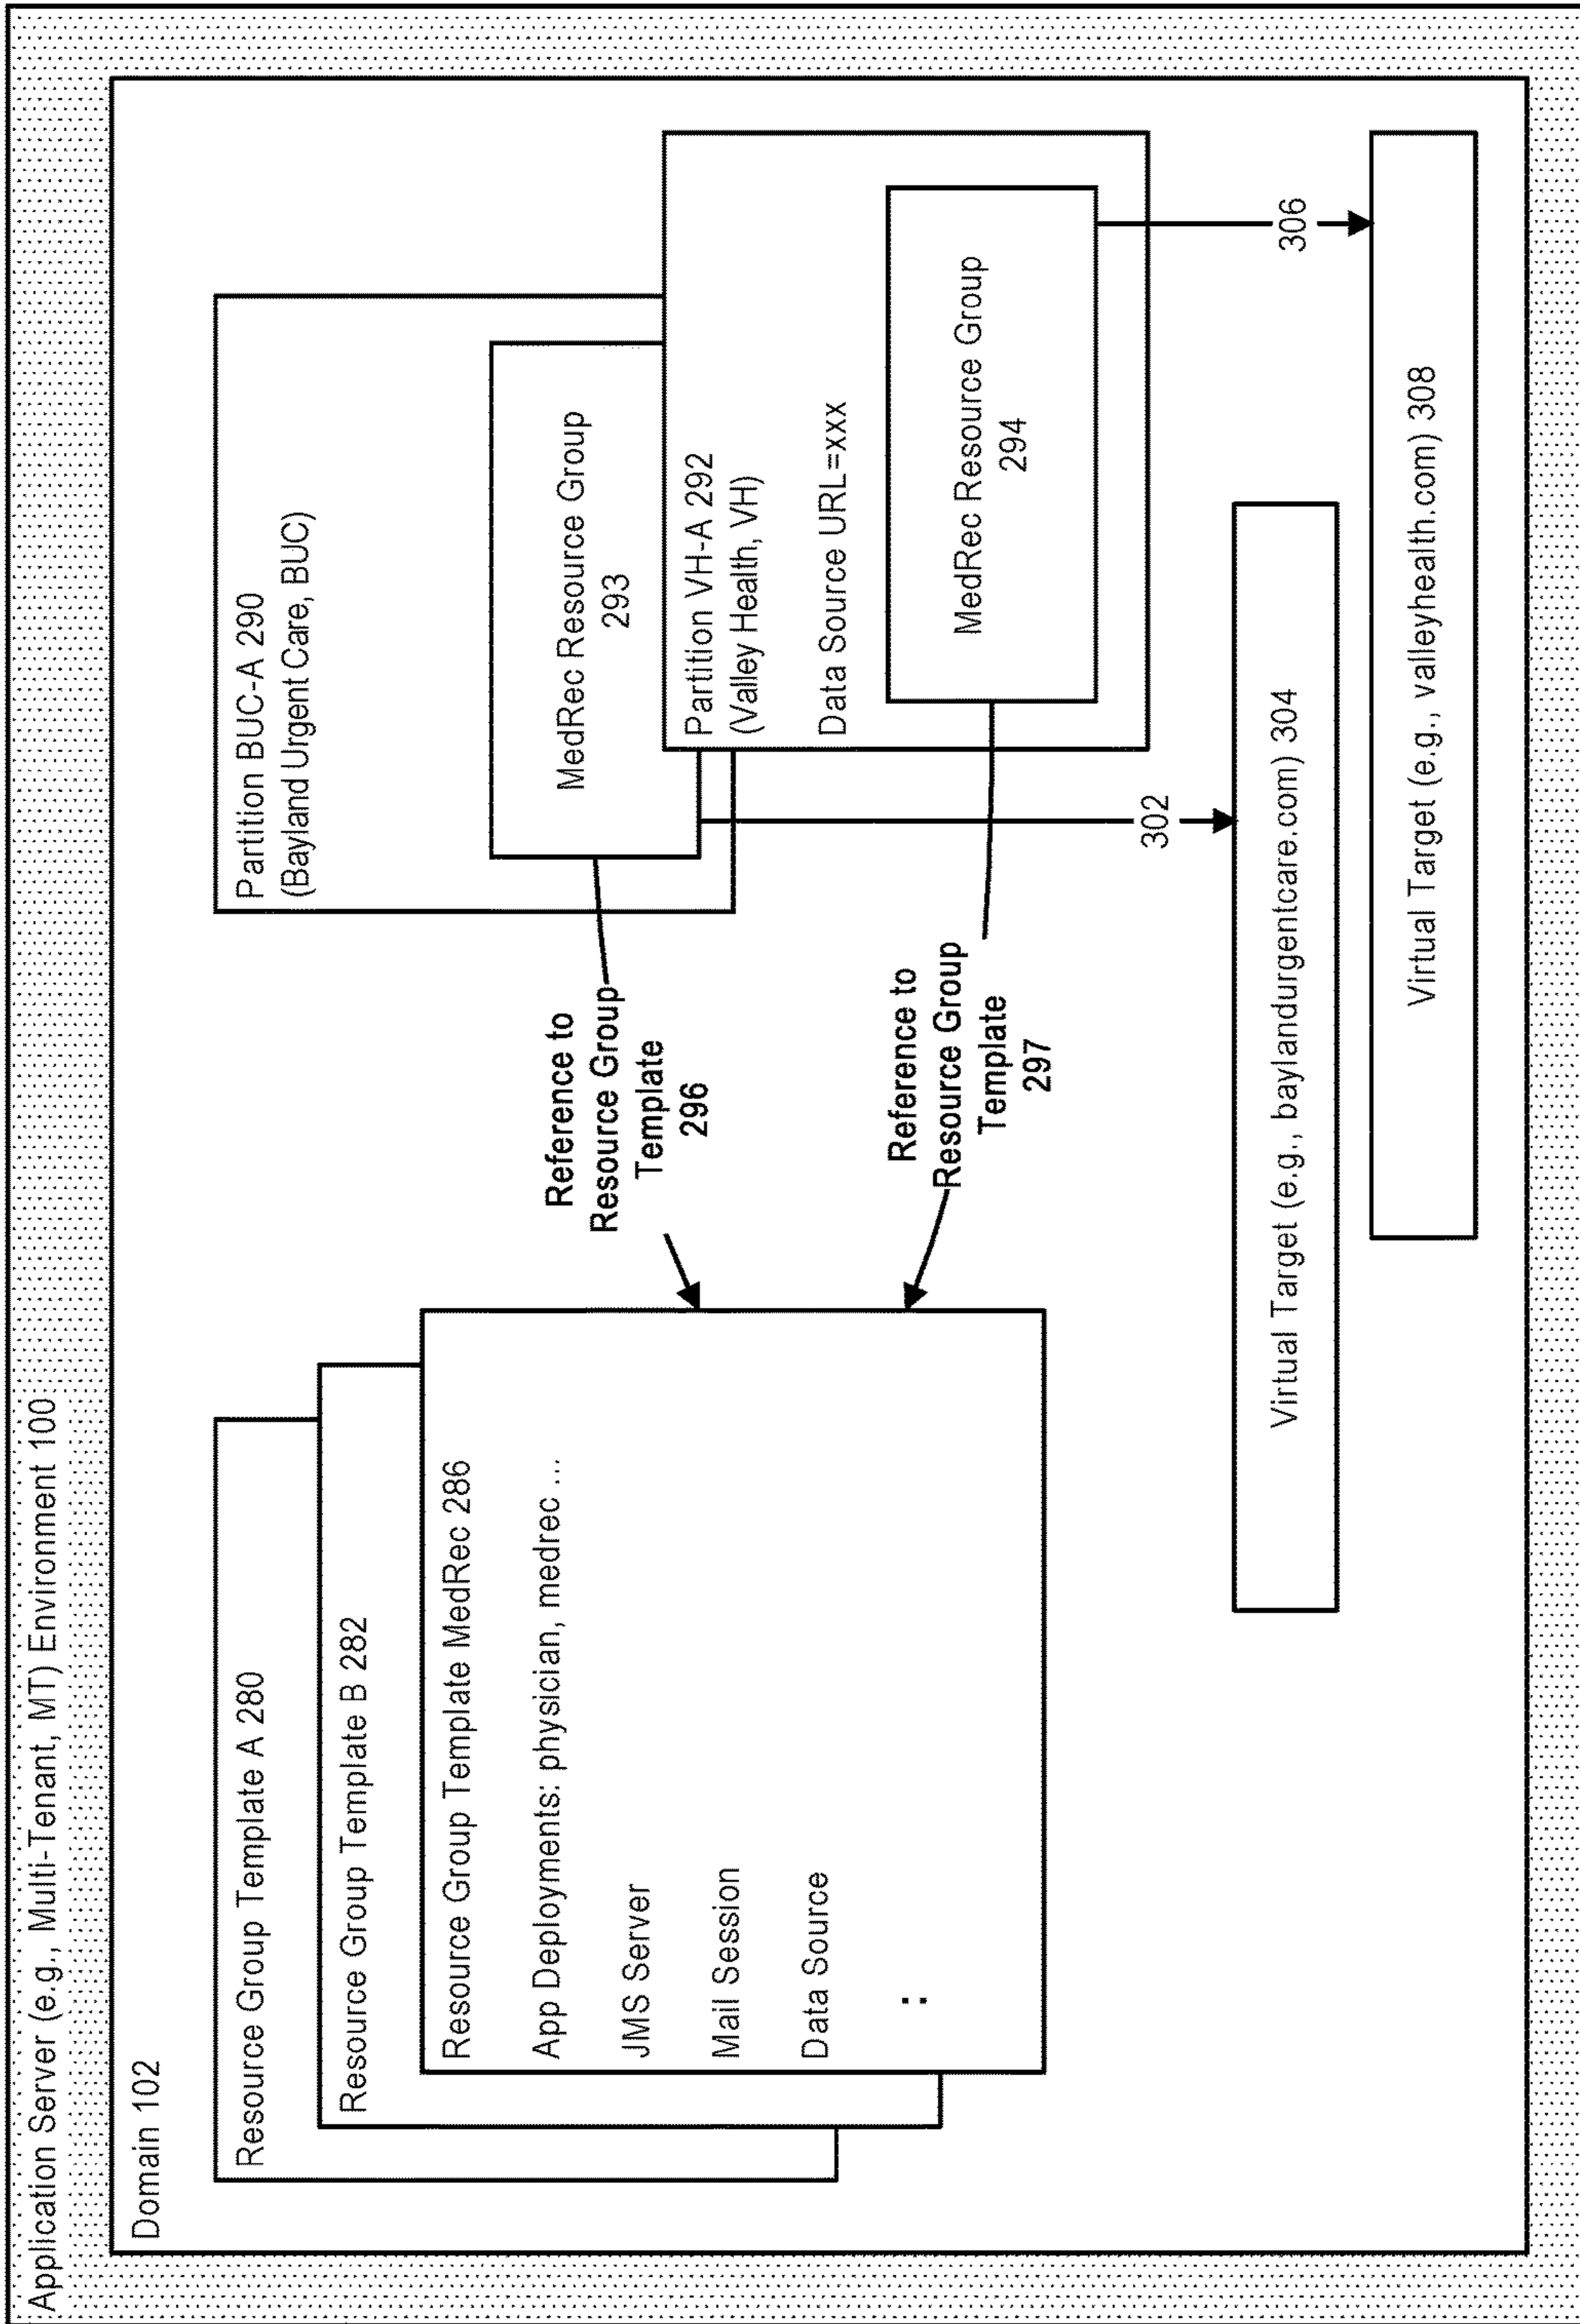 Application Server (e.g., Multi-Tenant, MT) Environment 100
Domain 102
Resource Group Template A 280
Resource Group Template B 282
Resource Group Template MedRec 286
App Deployments: physician, medrec ...
JMS Server
Mail Session
Data Source
:
Reference to
Resource Group
Template
296
Reference to
Resource Group
Template
297
Partition BUC-A 290
(Bayland Urgent Care, BUC)
MedRec Resource Group
293
Partition VH-A 292
(Valley Health, VH)
Data Source URL=xxx
MedRec Resource Group
294
302
306
Virtual Target (e.g., baylandurgentcare.com) 304
Virtual Target (e.g., valleyhealth.com) 308